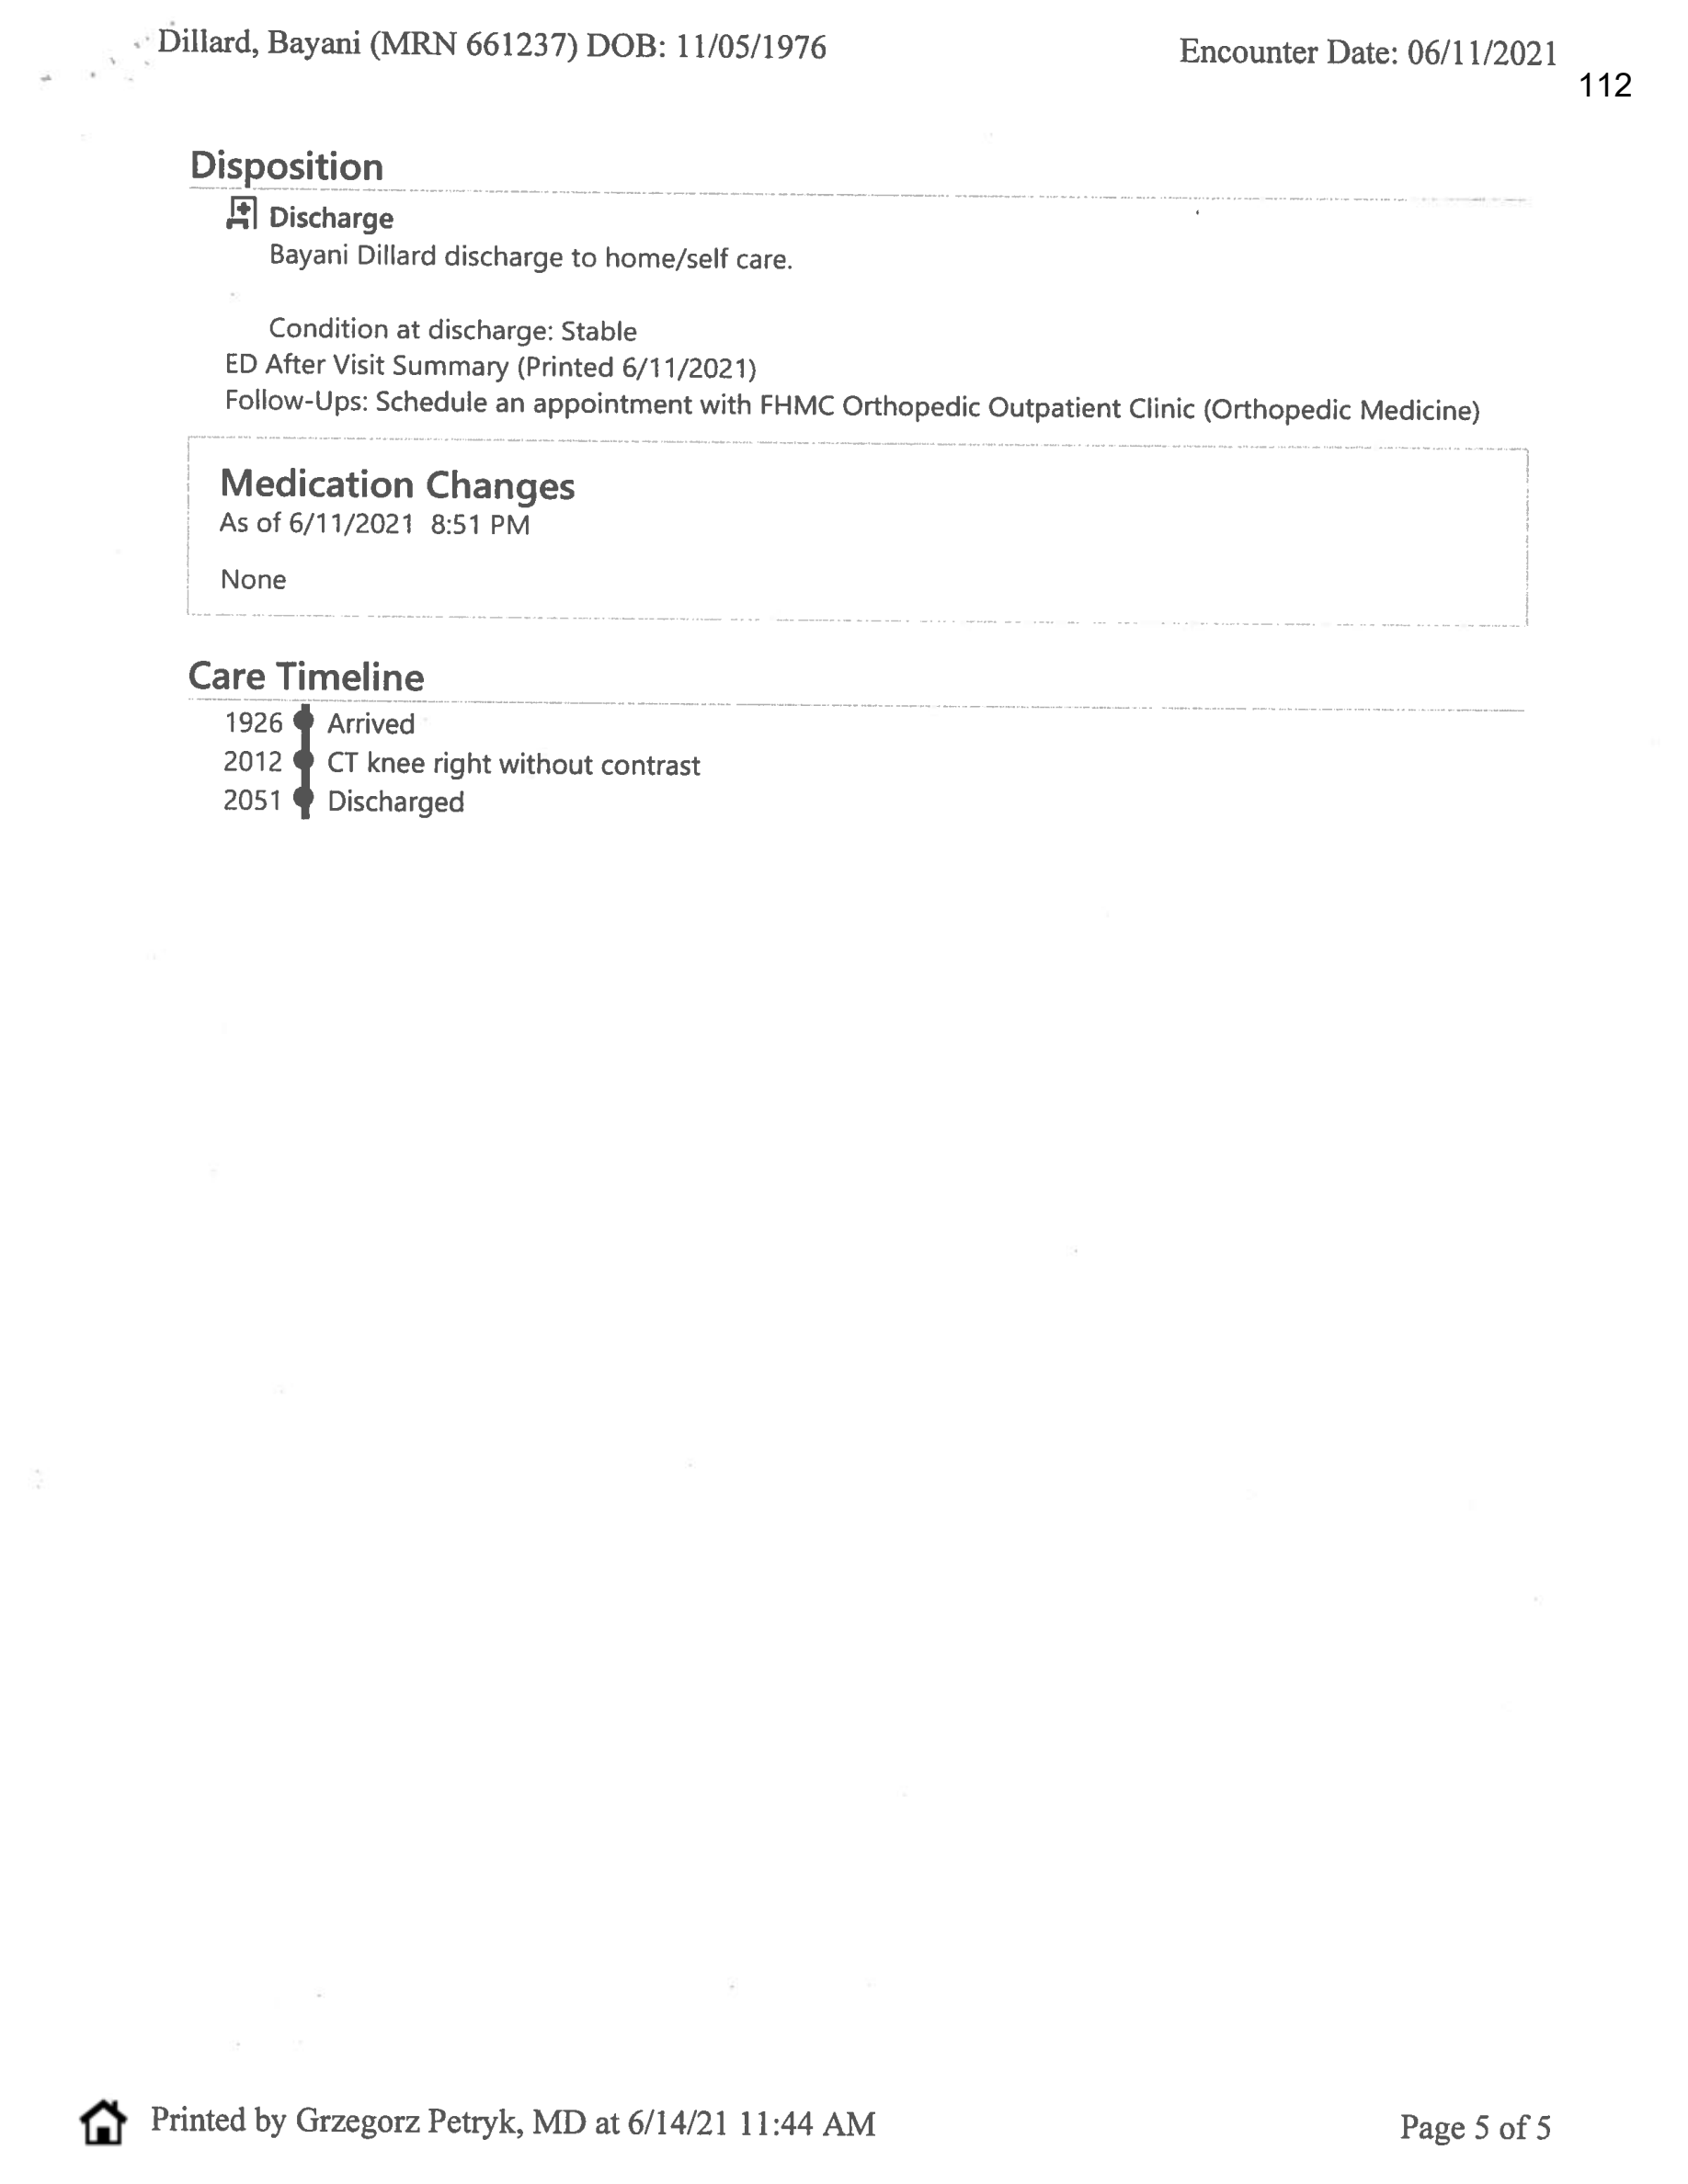 Dillard, Bayani (MRN 661237) DOB: 11/05/1976
Encounter Date: 06/11/2021
112
Disposition
Discharge
Bayani Dillard discharge to home/self care.
Condition at discharge: Stable
ED After Visit Summary (Printed 6/11/2021)
Follow-Ups: Schedule an appointment with FHMC Orthopedic Outpatient Clinic (Orthopedic Medicine)
Medication Changes
As of 6/11/2021 8:51 PM
None
Care Timeline
1926 Arrived
2012 CT knee right without contrast
2051 Discharged
Printed by Grzegorz Petryk, MD at 6/14/21 11:44 AM
Page 5 of 5